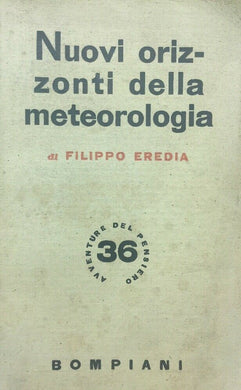 Nuovi oriz-
zonti della
meteorologia
di FILIPPO EREDIA
AVVENTURE DEL PENSIERO
36
BOMPIANI